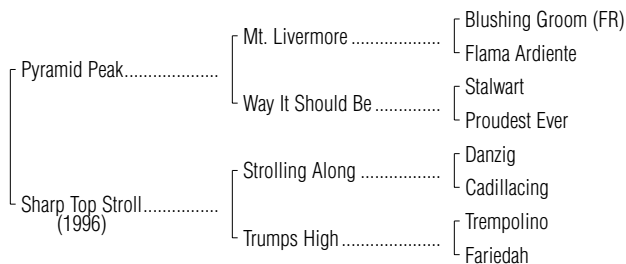 Blushing Groom (FR)
Mt. Livermore ...................
Flama Ardiente
Pyramid Peak....................
Stalwart
Way It Should Be ..............
Proudest Ever
Danzig
Strolling Along .................
Cadillacing
Sharp Top Stroll................
(1996)
Trempolino
Trumps High.....................
Fariedah